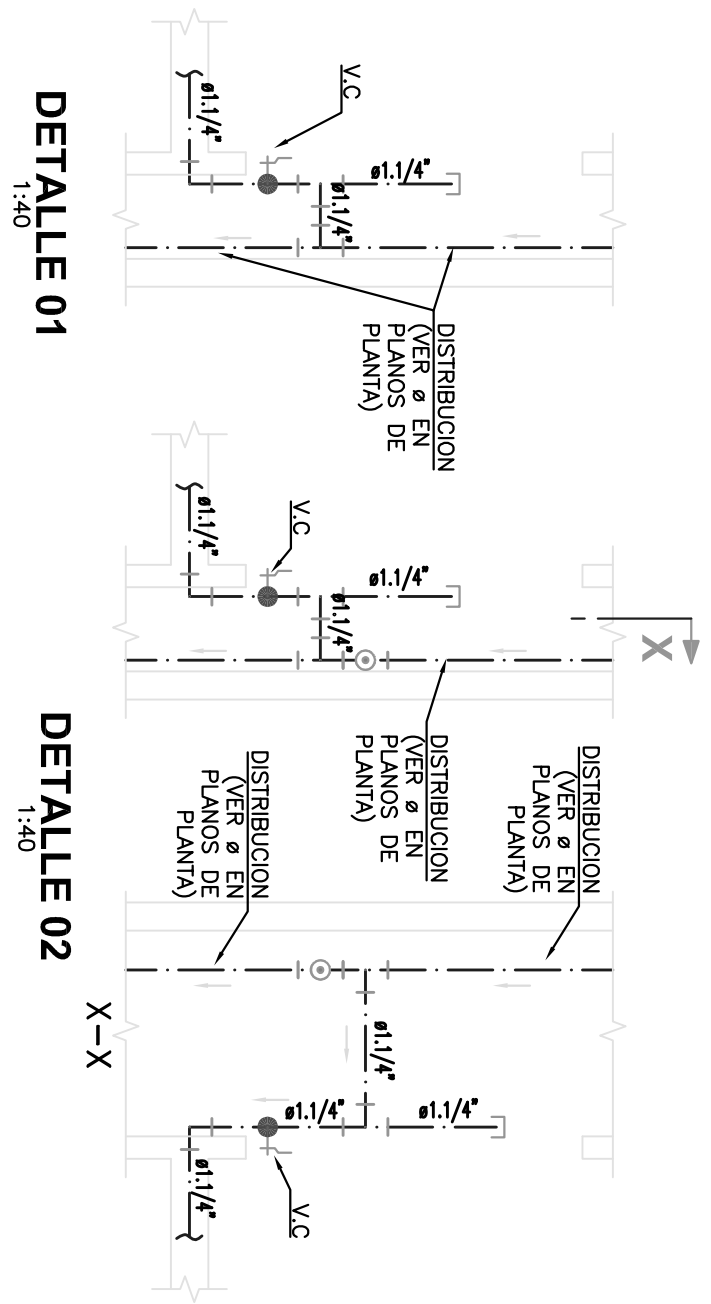 V.C
ø1.1/4"
ø1.1/4"
ø1.1/4"
DISTRIBUCION
(VER ø EN
PLANOS DE
PLANTA)
DETALLE 01
1:40
X
V.C
ø1.1/4"
ø1.1/4"
ø1.1/4"
DISTRIBUCION
(VER ø EN
PLANOS DE
PLANTA)
DISTRIBUCION
(VER ø EN
PLANOS DE
PLANTA)
DISTRIBUCION
(VER ø EN
PLANOS DE
PLANTA)
ø1.1/4"
ø1.1/4"
ø1.1/4"
ø1.1/4"
V.C
X-X
DETALLE 02
1:40